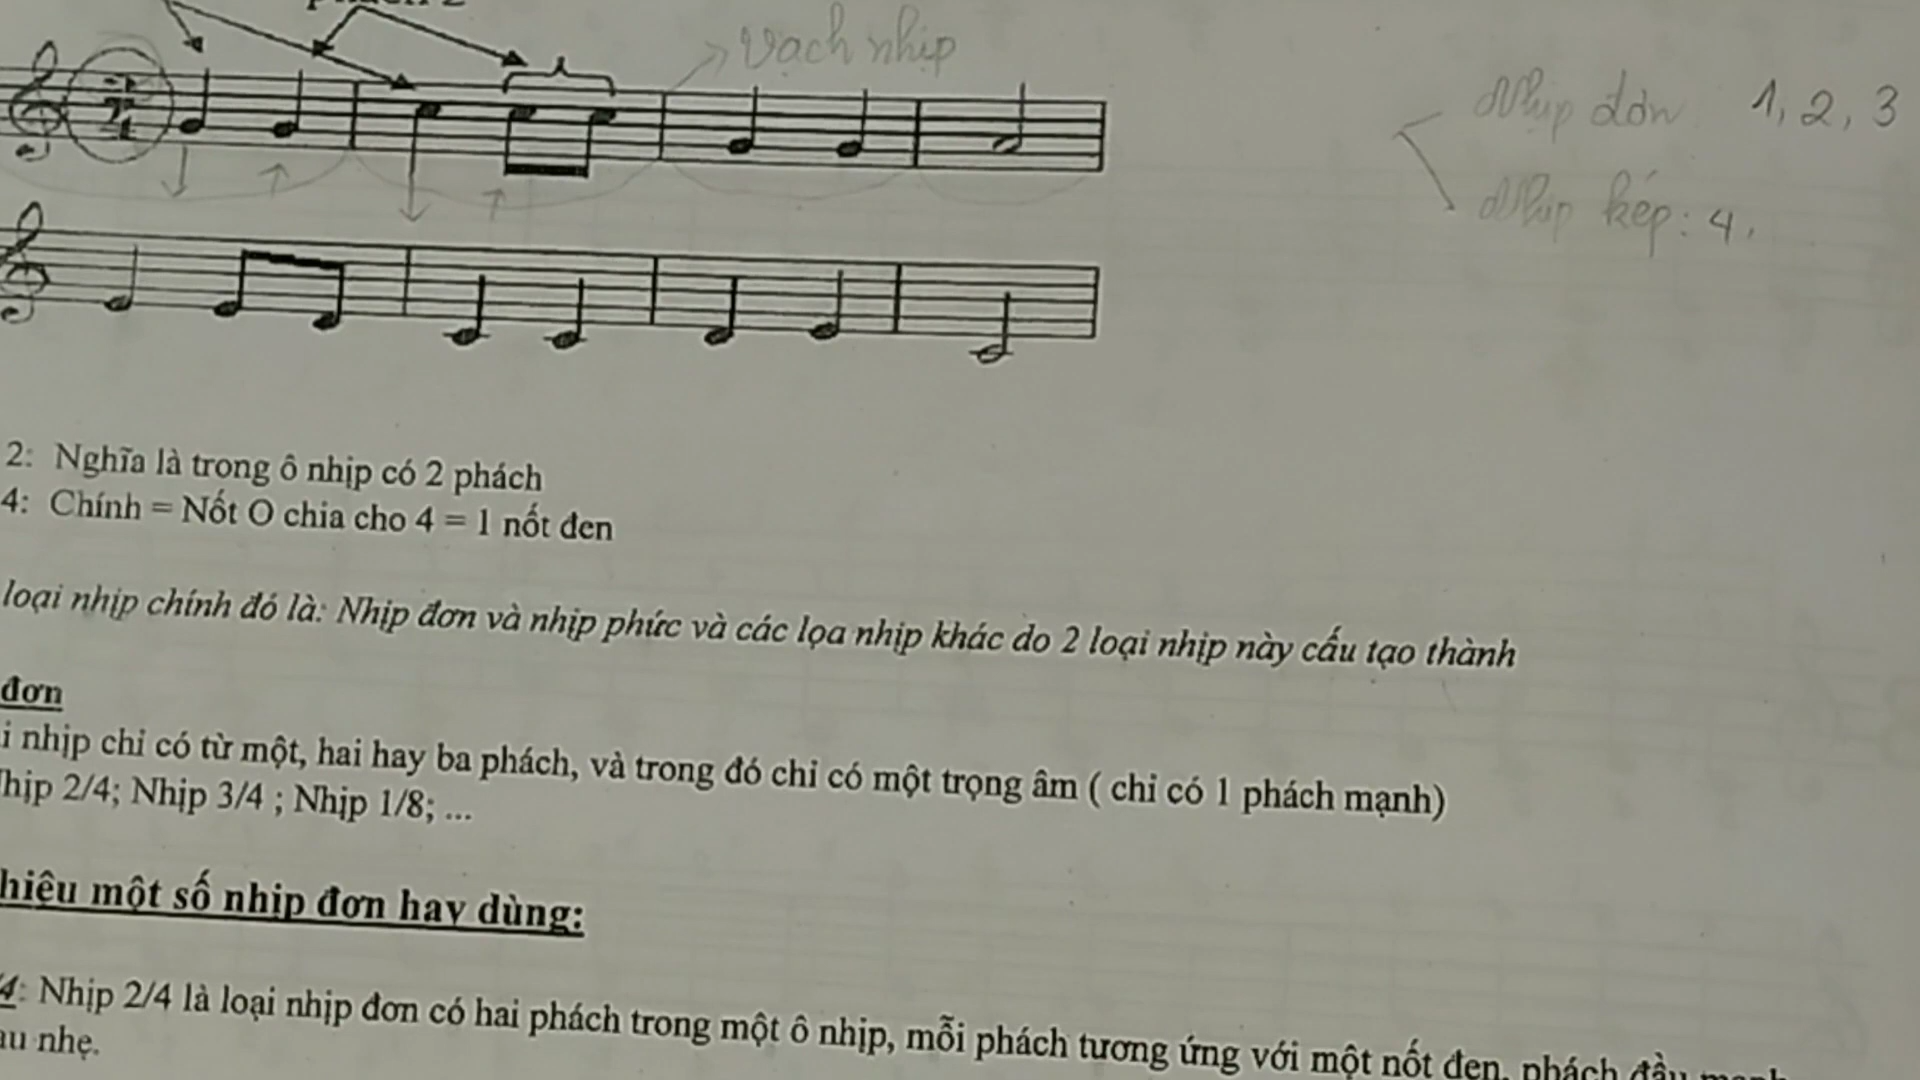 phách 2
vạch nhịp
Nhịp đơn 1, 2, 3
Nhịp kép: 4.
2: Nghĩa là trong ô nhịp có 2 phách
4: Chính = Nốt O chia cho 4 = 1 nốt đen
loại nhịp chính đó là: Nhịp đơn và nhịp phức và các lọa nhịp khác do 2 loại nhịp này cấu tạo thành
đơn
i nhịp chỉ có từ một, hai hay ba phách, và trong đó chỉ có một trọng âm ( chỉ có 1 phách mạnh)
hịp 2/4; Nhịp 3/4 ; Nhịp 1/8; ...
hiệu một số nhịp đơn hay dùng:
4: Nhịp 2/4 là loại nhịp đơn có hai phách trong một ô nhịp, mỗi phách tương ứng với một nốt đen, phách đầu mạnh
au nhẹ.